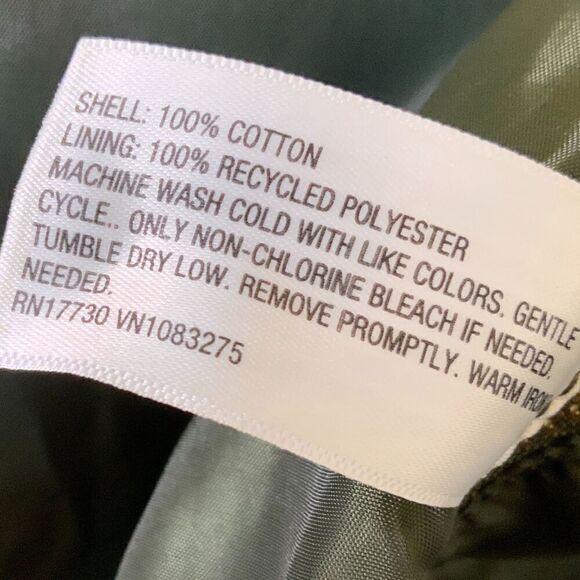 SHELL: 100% COTTON
LINING: 100% RECYCLED POLYESTER
MACHINE WASH COLD WITH LIKE COLORS. GENTLE
CYCLE.. ONLY NON-CHLORINE BLEACH IF NEEDED.
TUMBLE DRY LOW. REMOVE PROMPTLY. WARM IRON
NEEDED.
RN17730 VN1083275